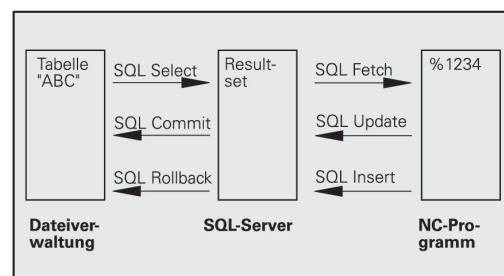 Tabelle
"ABC"
SQL Select
Result-
set
SQL Fetch
%1234
SQL Commit
SQL Update
SQL Rollback
SQL Insert
Dateiver-
waltung
SQL-Server
NC-Pro-
gramm